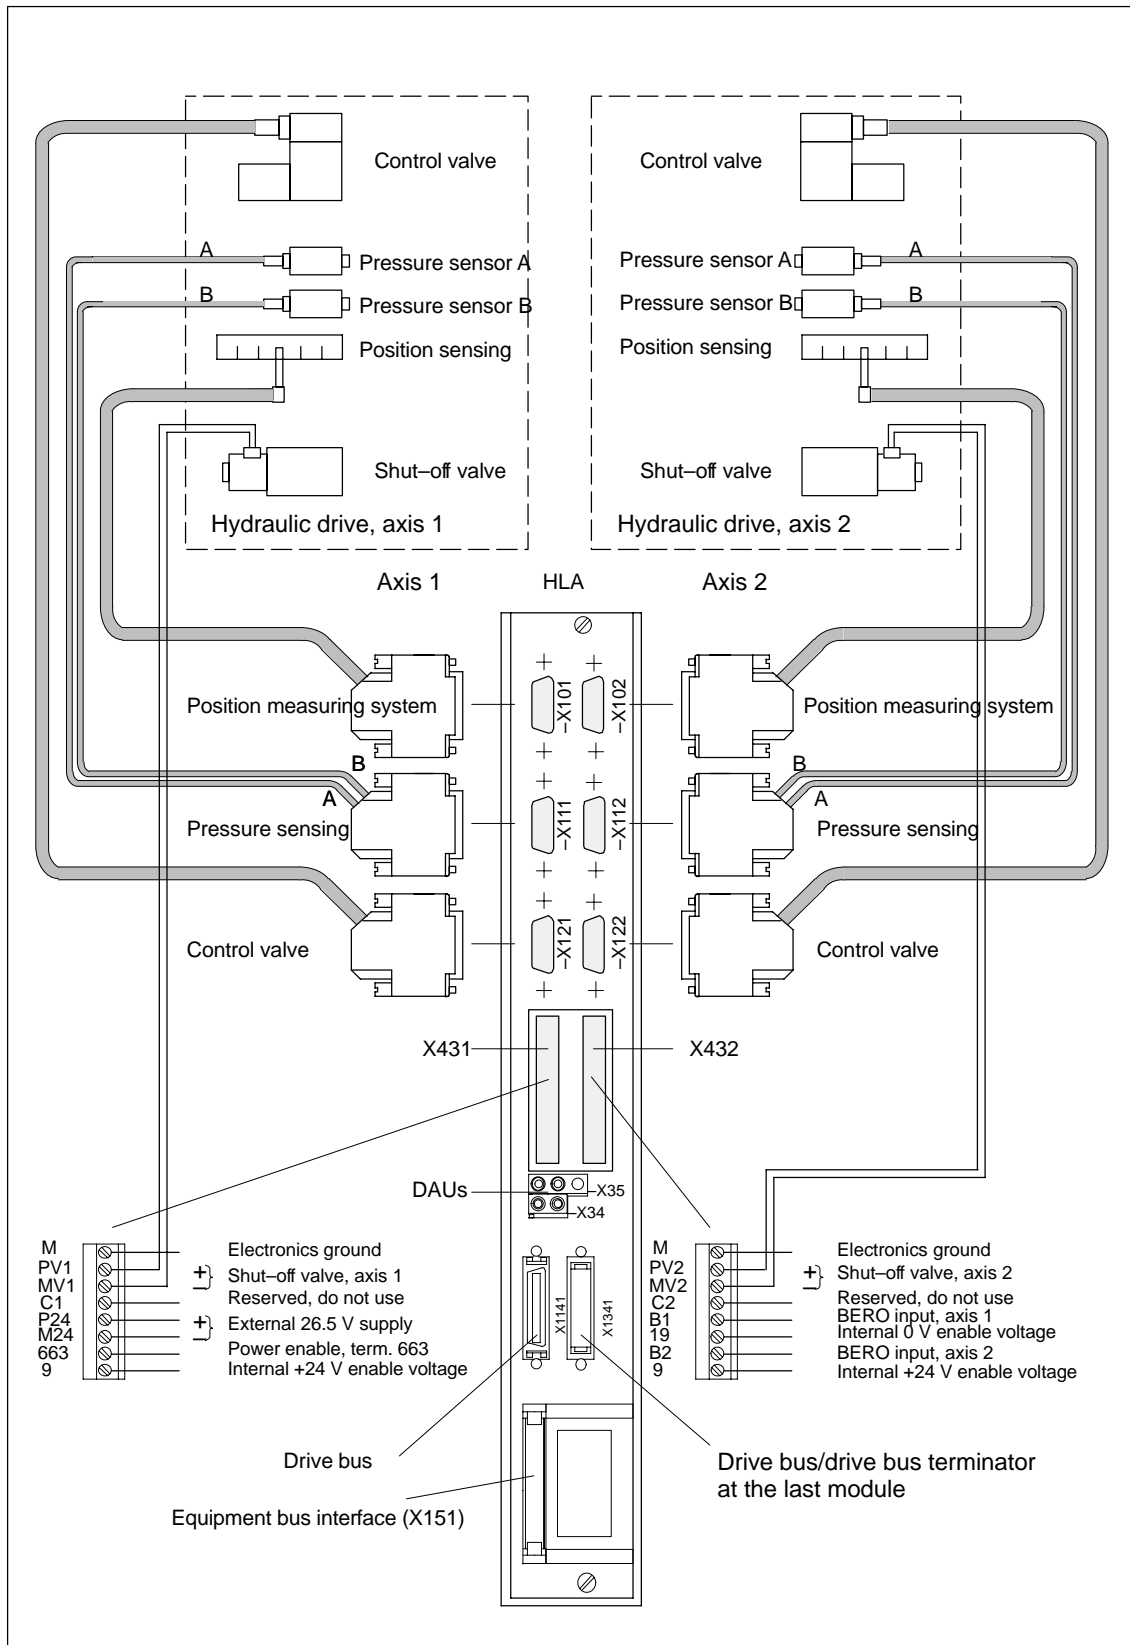 Control valve
Control valve
A
Pressure sensor A
Pressure sensor A
A
B
Pressure sensor B
Pressure sensor B
B
Position sensing
Position sensing
Shut–off valve
Shut–off valve
Hydraulic drive, axis 1
Hydraulic drive, axis 2
Axis 1
HLA
Axis 2
Position measuring system
–X101
–X102
Position measuring system
B
A
B
A
Pressure sensing
–X111
–X112
Pressure sensing
Control valve
–X121
–X122
Control valve
X431
X432
DAUs
X35
X34
M
Electronics ground
PV1
+
Shut–off valve, axis 1
MV1
–
C1
Reserved, do not use
P24
+
External 26.5 V supply
M24
–
663
Power enable, term. 663
9
Internal +24 V enable voltage
X1141
X1341
M
Electronics ground
PV2
+
Shut–off valve, axis 2
MV2
–
C2
Reserved, do not use
B1
BERO input, axis 1
19
Internal 0 V enable voltage
B2
BERO input, axis 2
9
Internal +24 V enable voltage
Drive bus
Drive bus/drive bus terminator
at the last module
Equipment bus interface (X151)